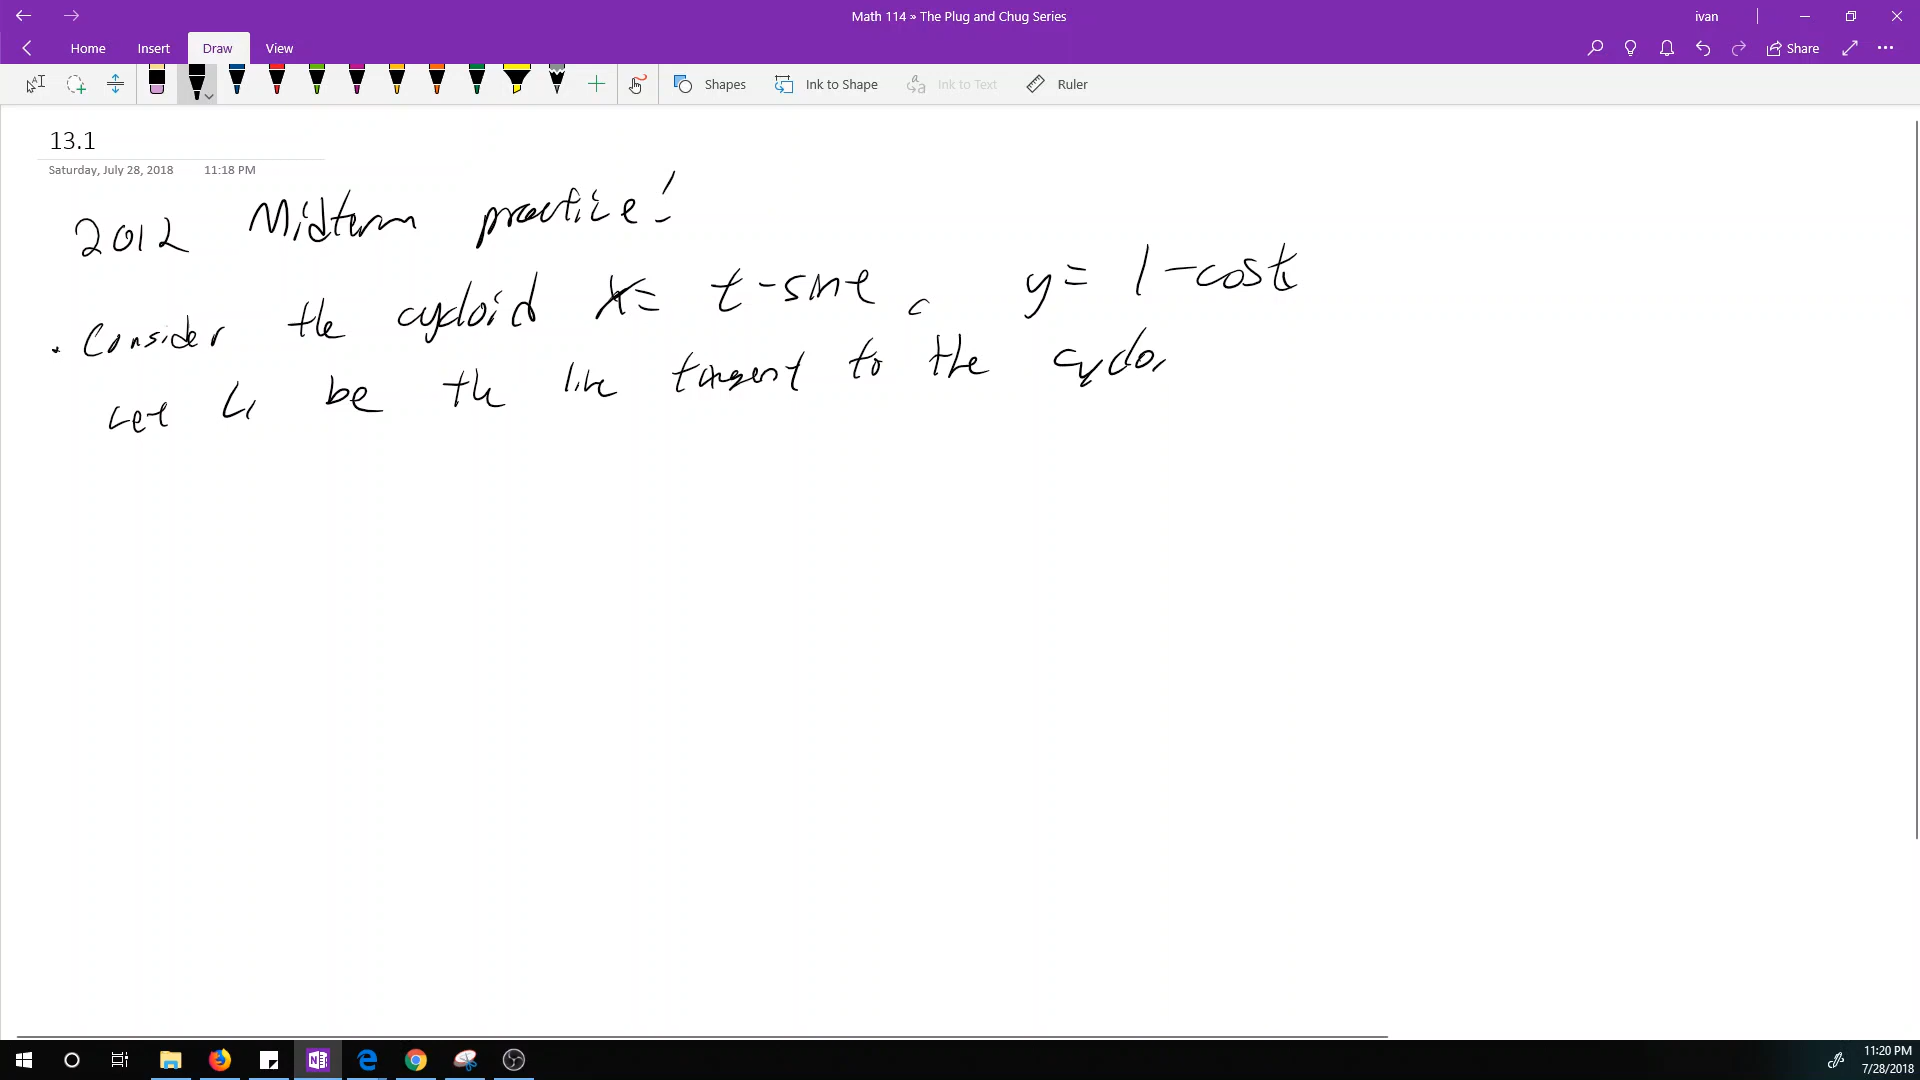 Math 114 » The Plug and Chug Series
ivan
Home Insert Draw View
Share
Shapes Ink to Shape Ink to Text Ruler
13.1
Saturday, July 28, 2018 11:18 PM
2012 Midterm practice!
• Consider the cycloid x= t-sint, y= 1-cost
Let L1 be the line tangent to the cyclo
11:20 PM
7/28/2018